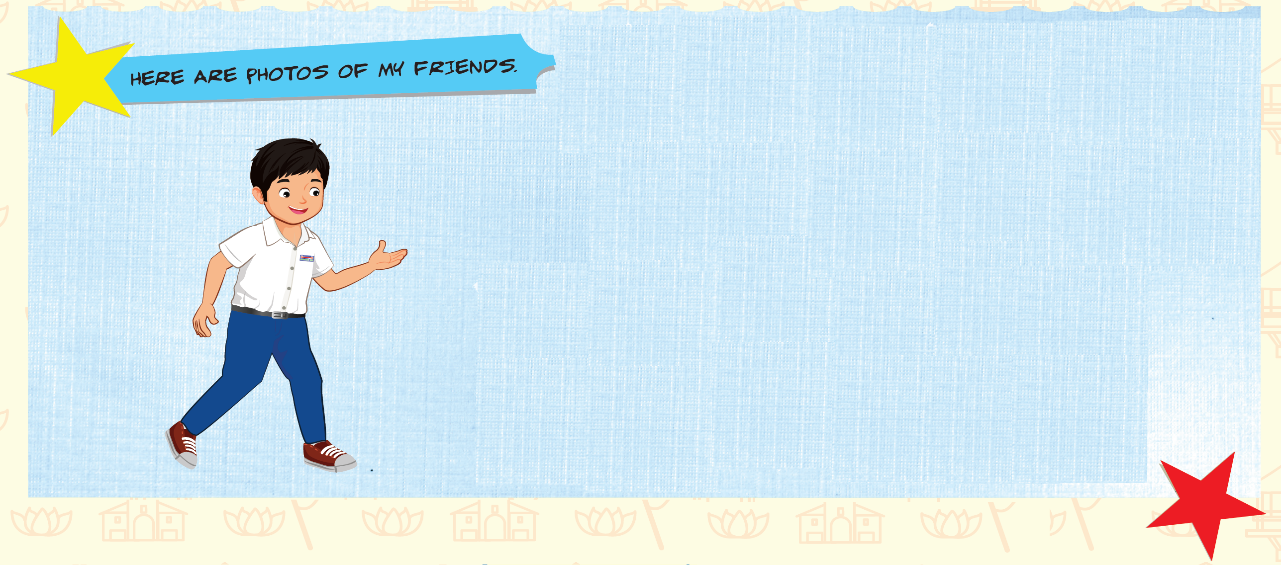 HERE ARE PHOTOS OF MY FRIENDS.